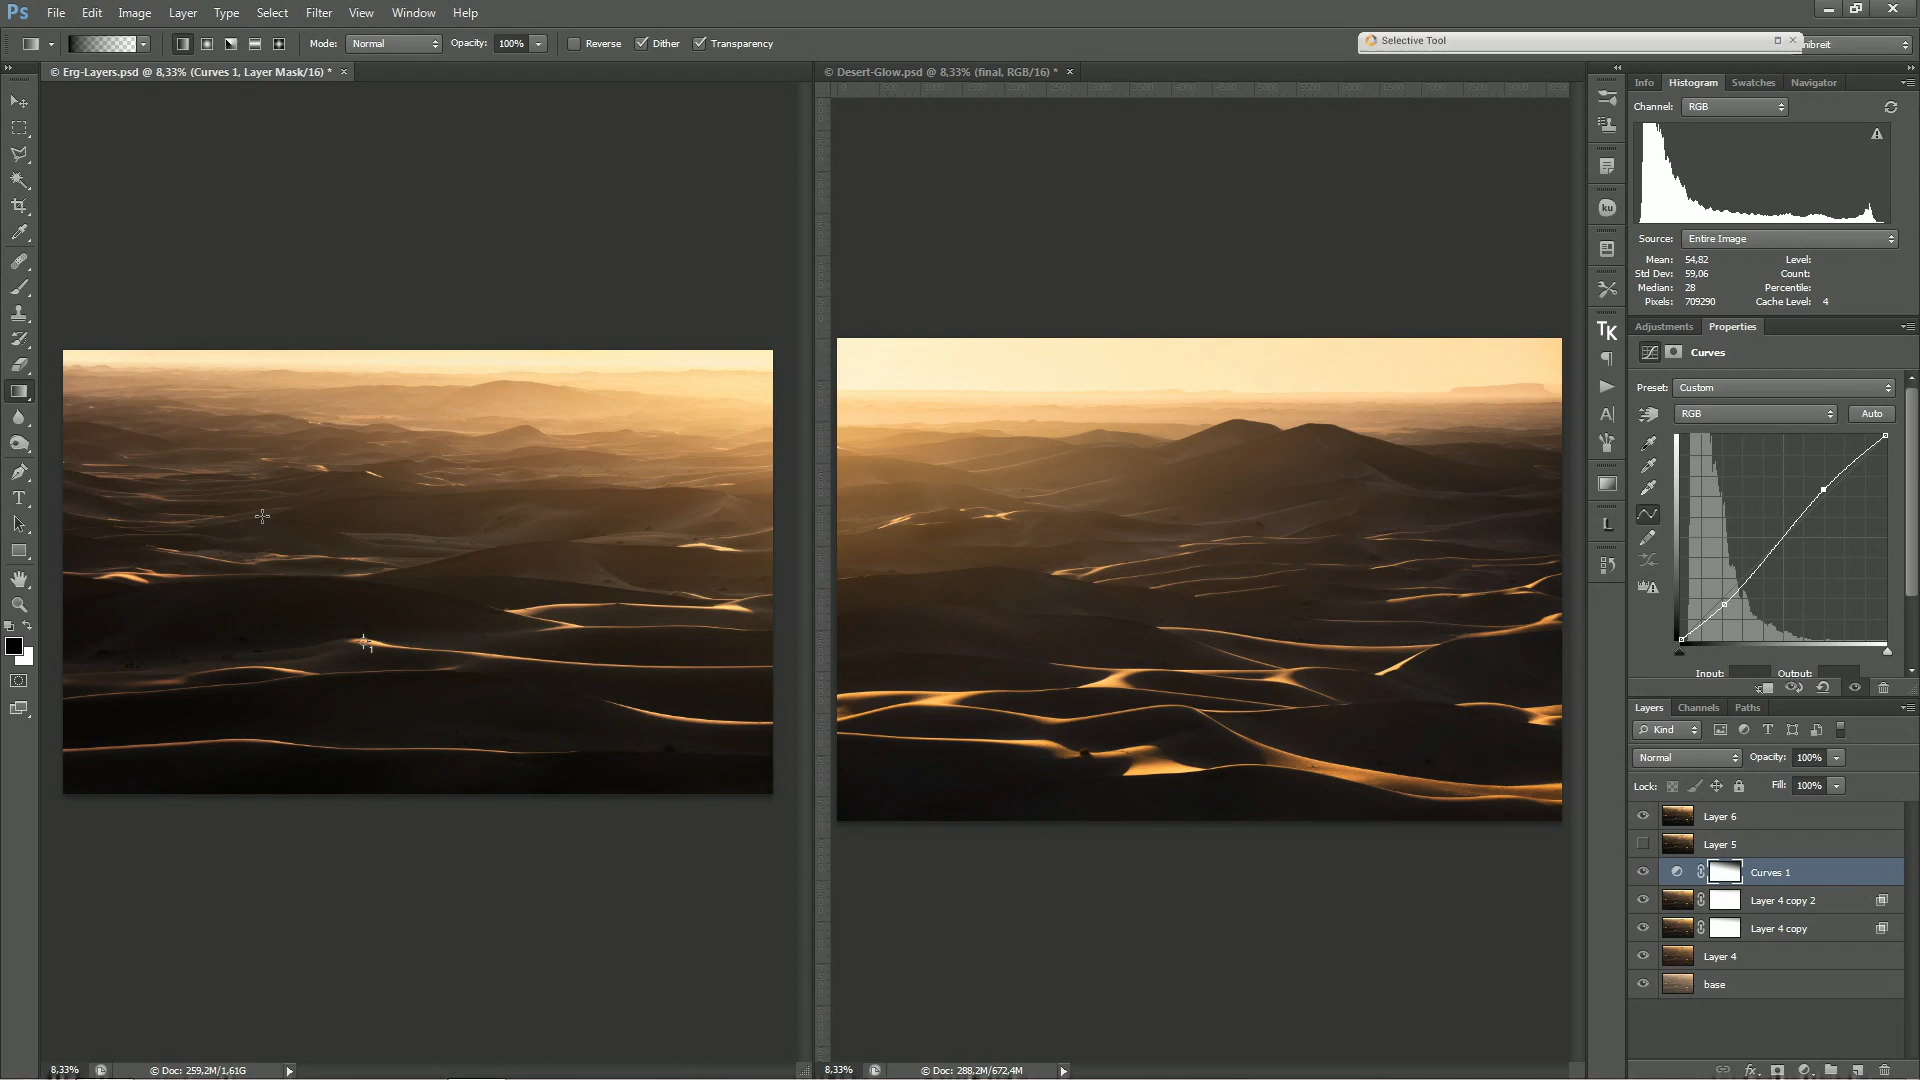 Ps File Edit Image Layer Type Select Filter View Window Help
Mode: Normal Opacity: 100% Reverse Dither Transparency
Selective Tool
nibreit
© Erg-Layers.psd @ 8,33% (Curves 1, Layer Mask/16) *
© Desert-Glow.psd @ 8,33% (final, RGB/16) *
Info Histogram Swatches Navigator
Channel: RGB
Source: Entire Image
Mean: 54,82 Level:
Std Dev: 59,06 Count:
Median: 28 Percentile:
Pixels: 709290 Cache Level: 4
Adjustments Properties
Curves
Preset: Custom
RGB Auto
Input: Output:
ku
TK
A
L
1
Layers Channels Paths
Kind
Normal Opacity: 100%
Lock: Fill: 100%
Layer 6
Layer 5
Curves 1
Layer 4 copy 2
Layer 4 copy
Layer 4
base
fx
8,33% © Doc: 259,2M/1,61G
8,33% © Doc: 288,2M/672,4M